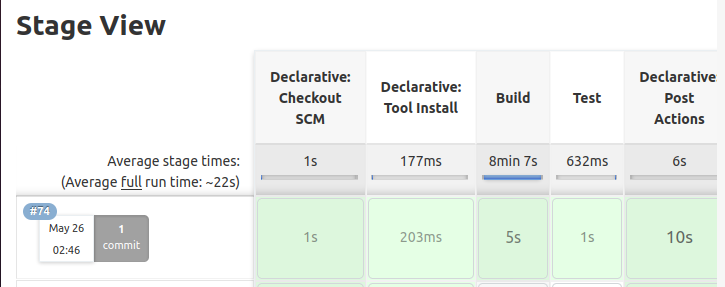 Stage View
Declarative:
Checkout
SCM
Declarative:
Tool Install
Build
Test
Declarative:
Post
Actions
Average stage times:
(Average full run time: ~22s)
1s
177ms
8min 7s
632ms
6s
#74
May 26
02:46
1
commit
1s
203ms
5s
1s
10s